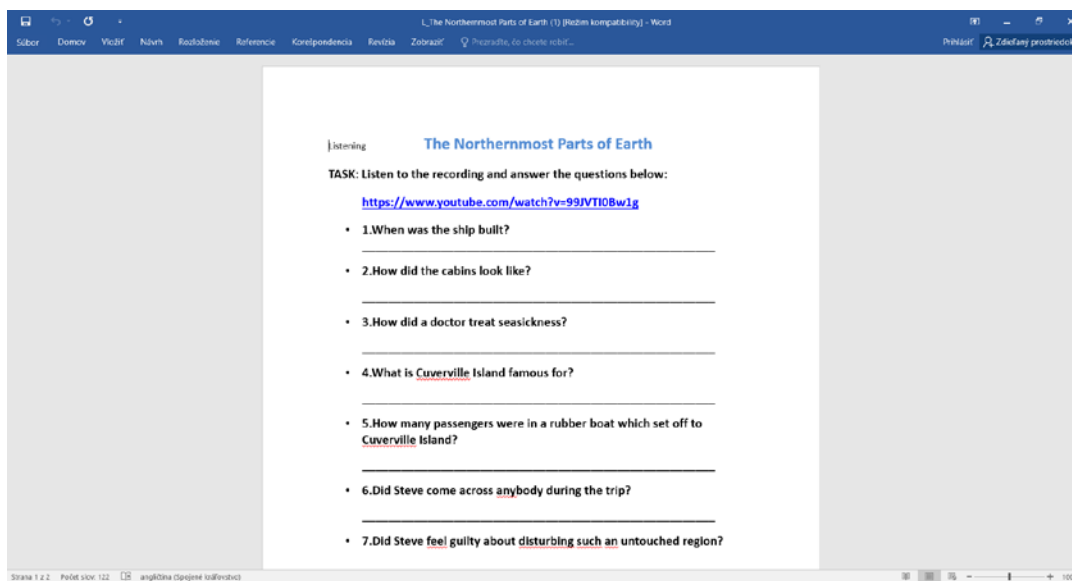 L_The Northernmost Parts of Earth (1) [Režim kompatibility] - Word
Súbor Domov Vložiť Návrh Rozloženie Referencie Korešpondencia Revízia Zobraziť Prezraďte, čo chcete robiť... Prihlásiť Zdieľaný prostriedok
Listening The Northernmost Parts of Earth
TASK: Listen to the recording and answer the questions below:
https://www.youtube.com/watch?v=99JVTI0Bw1g
• 1.When was the ship built?
• 2.How did the cabins look like?
• 3.How did a doctor treat seasickness?
• 4.What is Cuverville Island famous for?
• 5.How many passengers were in a rubber boat which set off to
Cuverville Island?
• 6.Did Steve come across anybody during the trip?
• 7.Did Steve feel guilty about disturbing such an untouched region?
Strana 1 z 2 Počet slov: 122 angličtina (Spojené kráľovstvo)